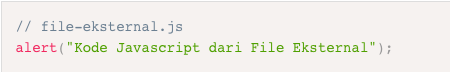 // file-eksternal.js
alert("Kode Javascript dari File Eksternal");